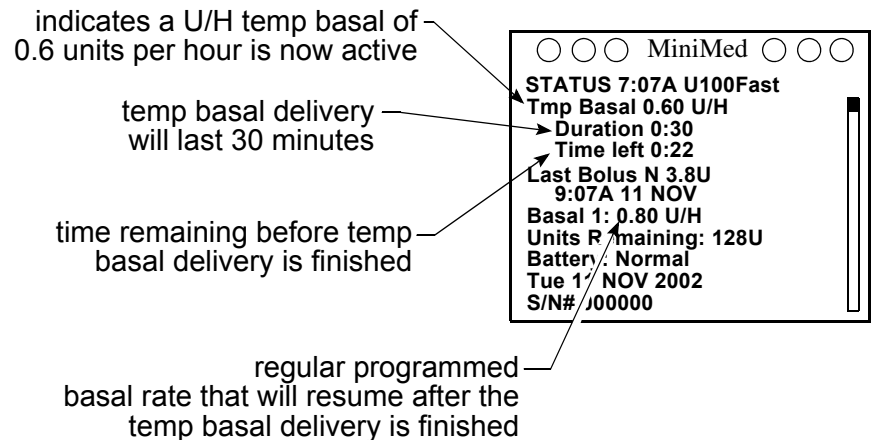 indicates a U/H temp basal of
0.6 units per hour is now active
temp basal delivery
will last 30 minutes
time remaining before temp
basal delivery is finished
regular programmed
basal rate that will resume after the
temp basal delivery is finished
MiniMed
STATUS 7:07A U100Fast
Tmp Basal 0.60 U/H
Duration 0:30
Time left 0:22
Last Bolus N 3.8U
9:07A 11 NOV
Basal 1: 0.80 U/H
Units Remaining: 128U
Battery: Normal
Tue NOV 2002
S/N#